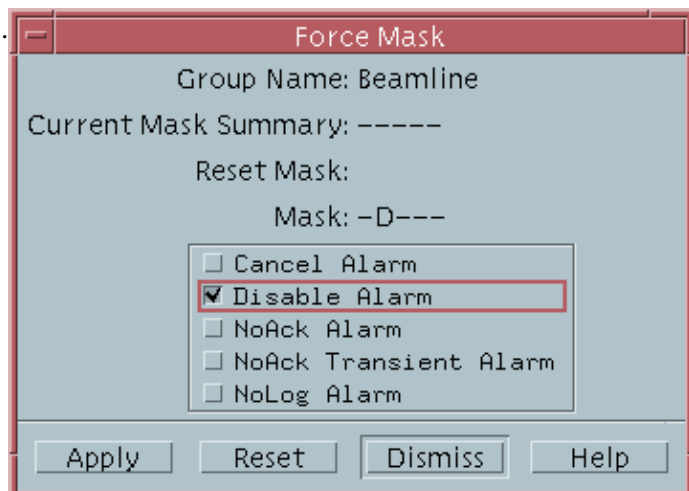 Force Mask
Group Name: Beamline
Current Mask Summary: -----
Reset Mask:
Mask: -D---
Cancel Alarm
Disable Alarm
NoAck Alarm
NoAck Transient Alarm
NoLog Alarm
Apply Reset Dismiss Help